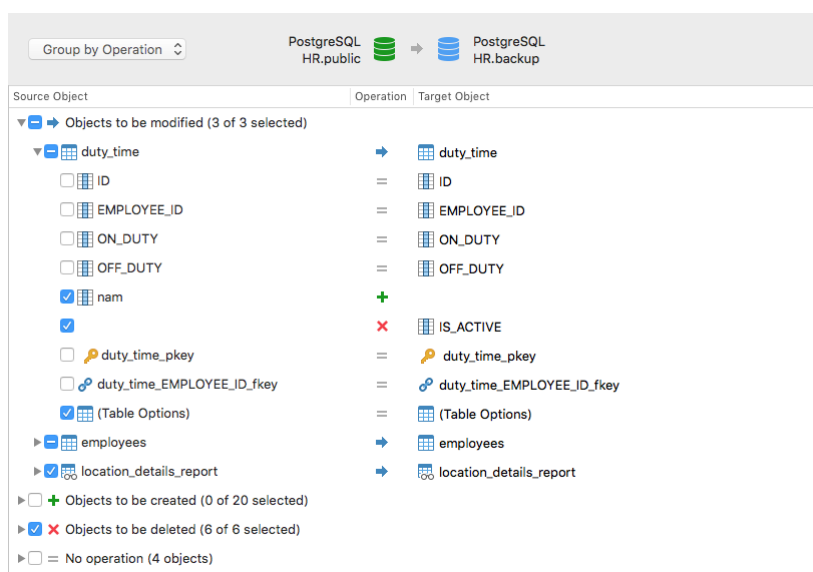 Group by Operation
PostgreSQL PostgreSQL
HR.public HR.backup
Source Object Operation Target Object
Objects to be modified (3 of 3 selected)
duty_time duty_time
ID = ID
EMPLOYEE_ID = EMPLOYEE_ID
ON_DUTY = ON_DUTY
OFF_DUTY = OFF_DUTY
nam
IS_ACTIVE
duty_time_pkey = duty_time_pkey
duty_time_EMPLOYEE_ID_fkey = duty_time_EMPLOYEE_ID_fkey
(Table Options) = (Table Options)
employees employees
location_details_report location_details_report
Objects to be created (0 of 20 selected)
Objects to be deleted (6 of 6 selected)
No operation (4 objects)